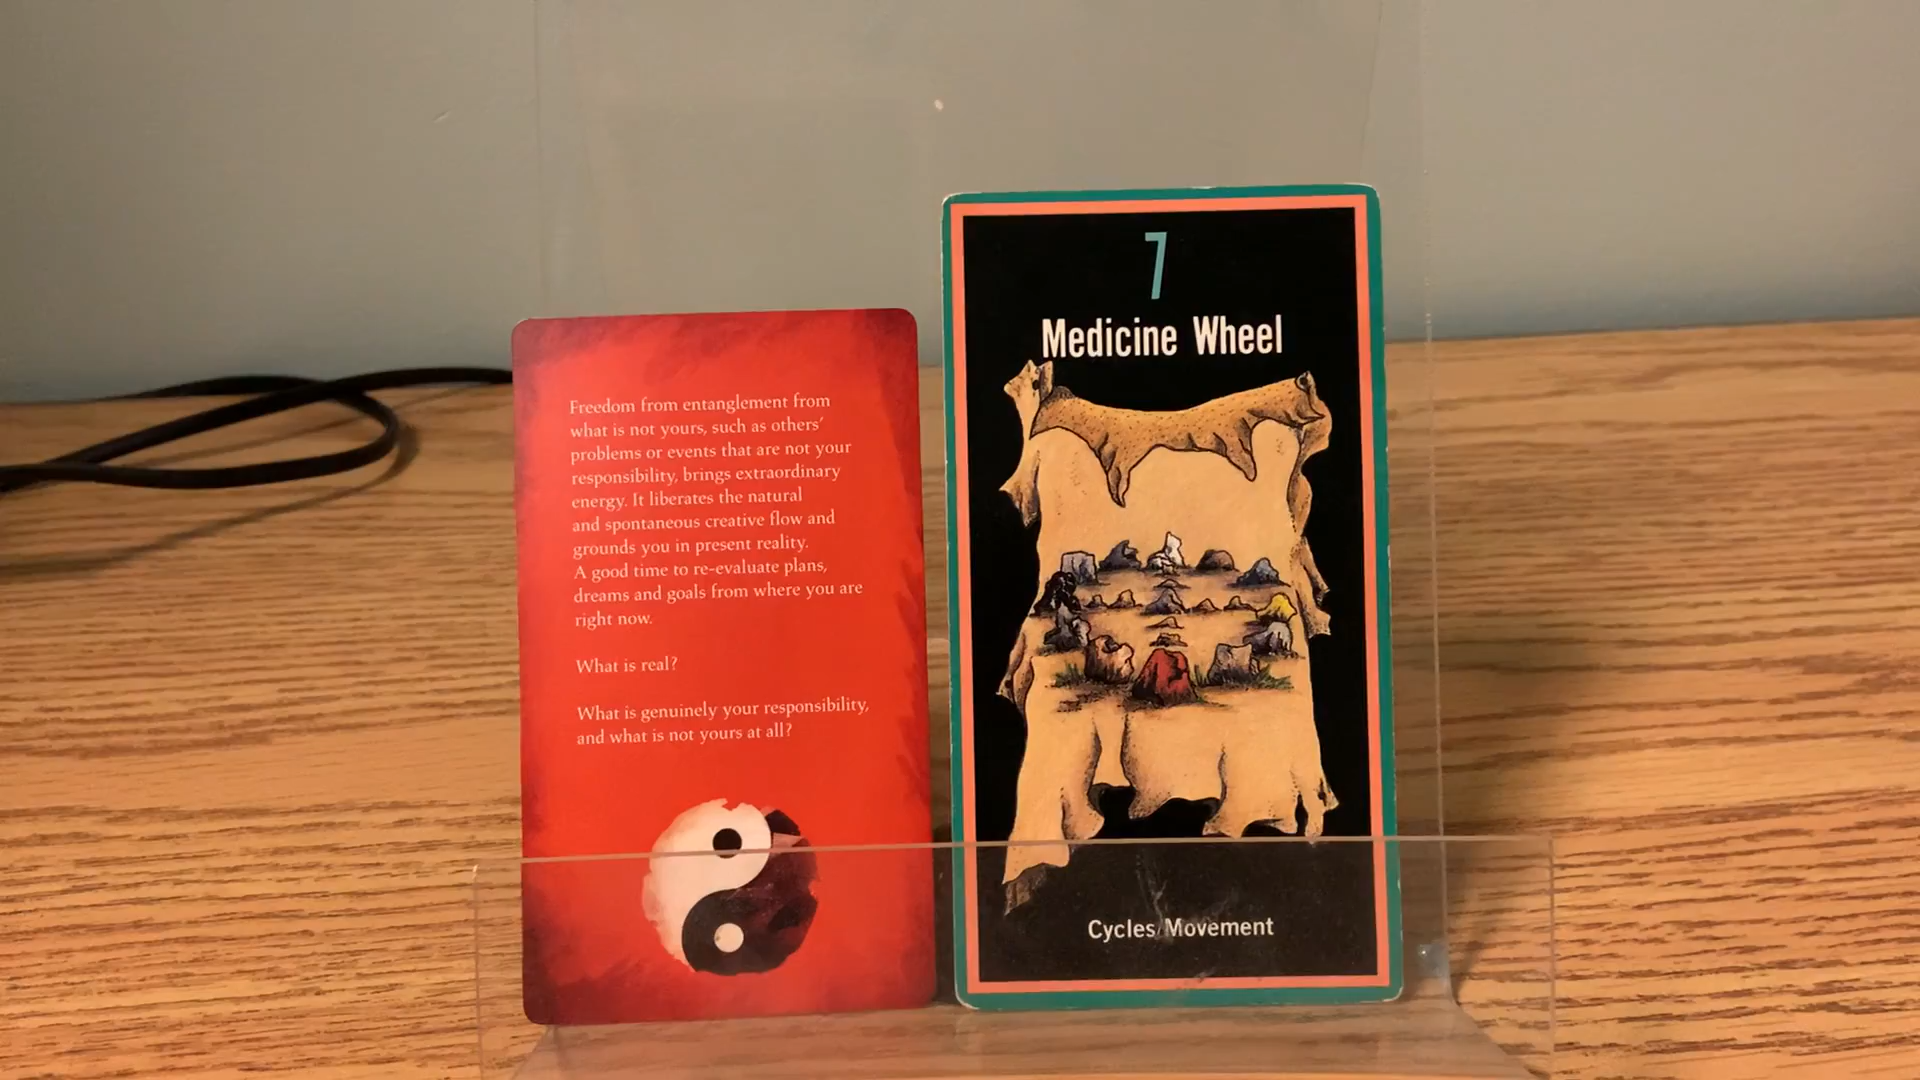 Freedom from entanglement from
what is not yours, such as others'
problems or events that are not your
responsibility, brings extraordinary
energy. It liberates the natural
and spontaneous creative flow and
grounds you in present reality.
A good time to re-evaluate plans,
dreams and goals from where you are
right now.
What is real?
What is genuinely your responsibility,
and what is not yours at all?
7
Medicine Wheel
Cycles/Movement